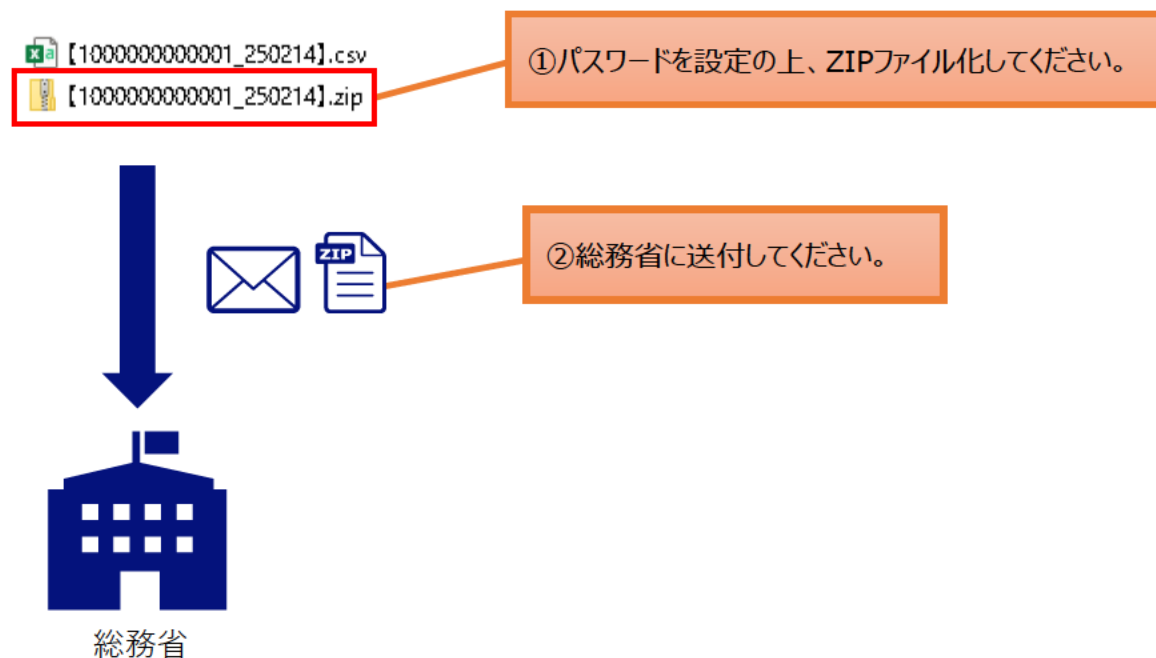 【1000000000001_250214】.csv
【1000000000001_250214】.zip
①パスワードを設定の上、ZIPファイル化してください。
ZIP
②総務省に送付してください。
総務省